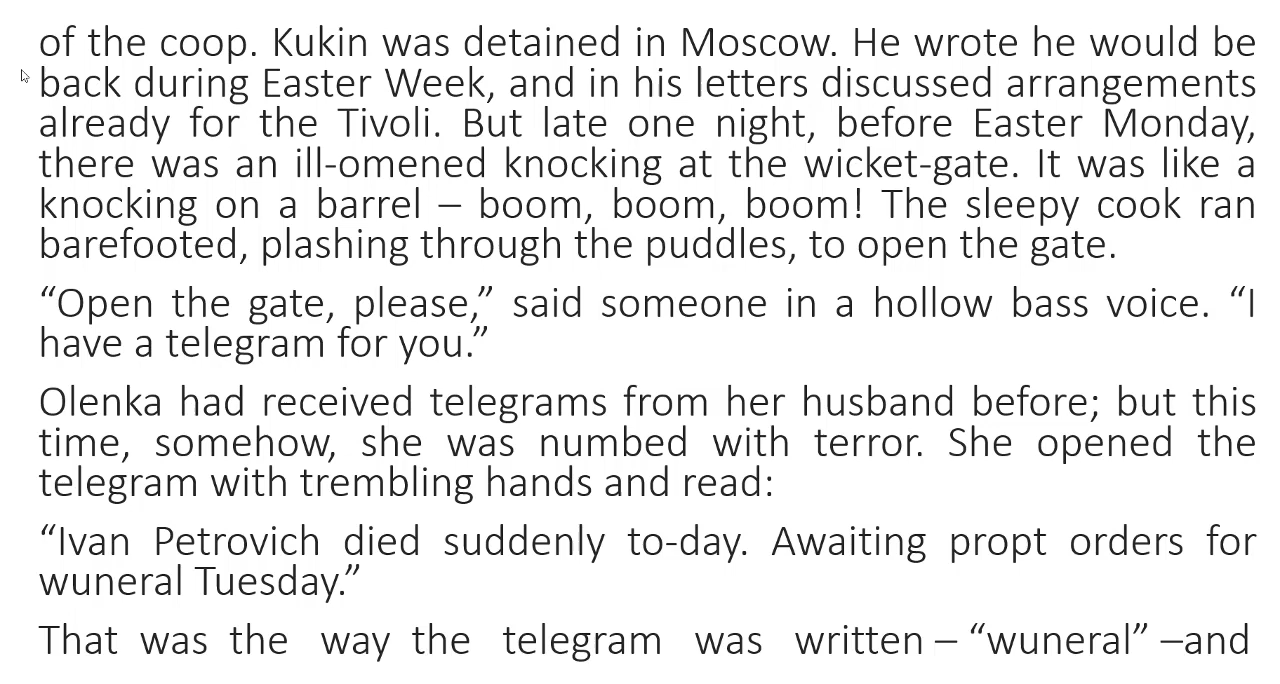 of the coop. Kukin was detained in Moscow. He wrote he would be
back during Easter Week, and in his letters discussed arrangements
already for the Tivoli. But late one night, before Easter Monday,
there was an ill-omened knocking at the wicket-gate. It was like a
knocking on a barrel – boom, boom, boom! The sleepy cook ran
barefooted, plashing through the puddles, to open the gate.
“Open the gate, please,” said someone in a hollow bass voice. “I
have a telegram for you.”
Olenka had received telegrams from her husband before; but this
time, somehow, she was numbed with terror. She opened the
telegram with trembling hands and read:
“Ivan Petrovich died suddenly to-day. Awaiting propt orders for
wuneral Tuesday.”
That was the way the telegram was written – “wuneral” –and